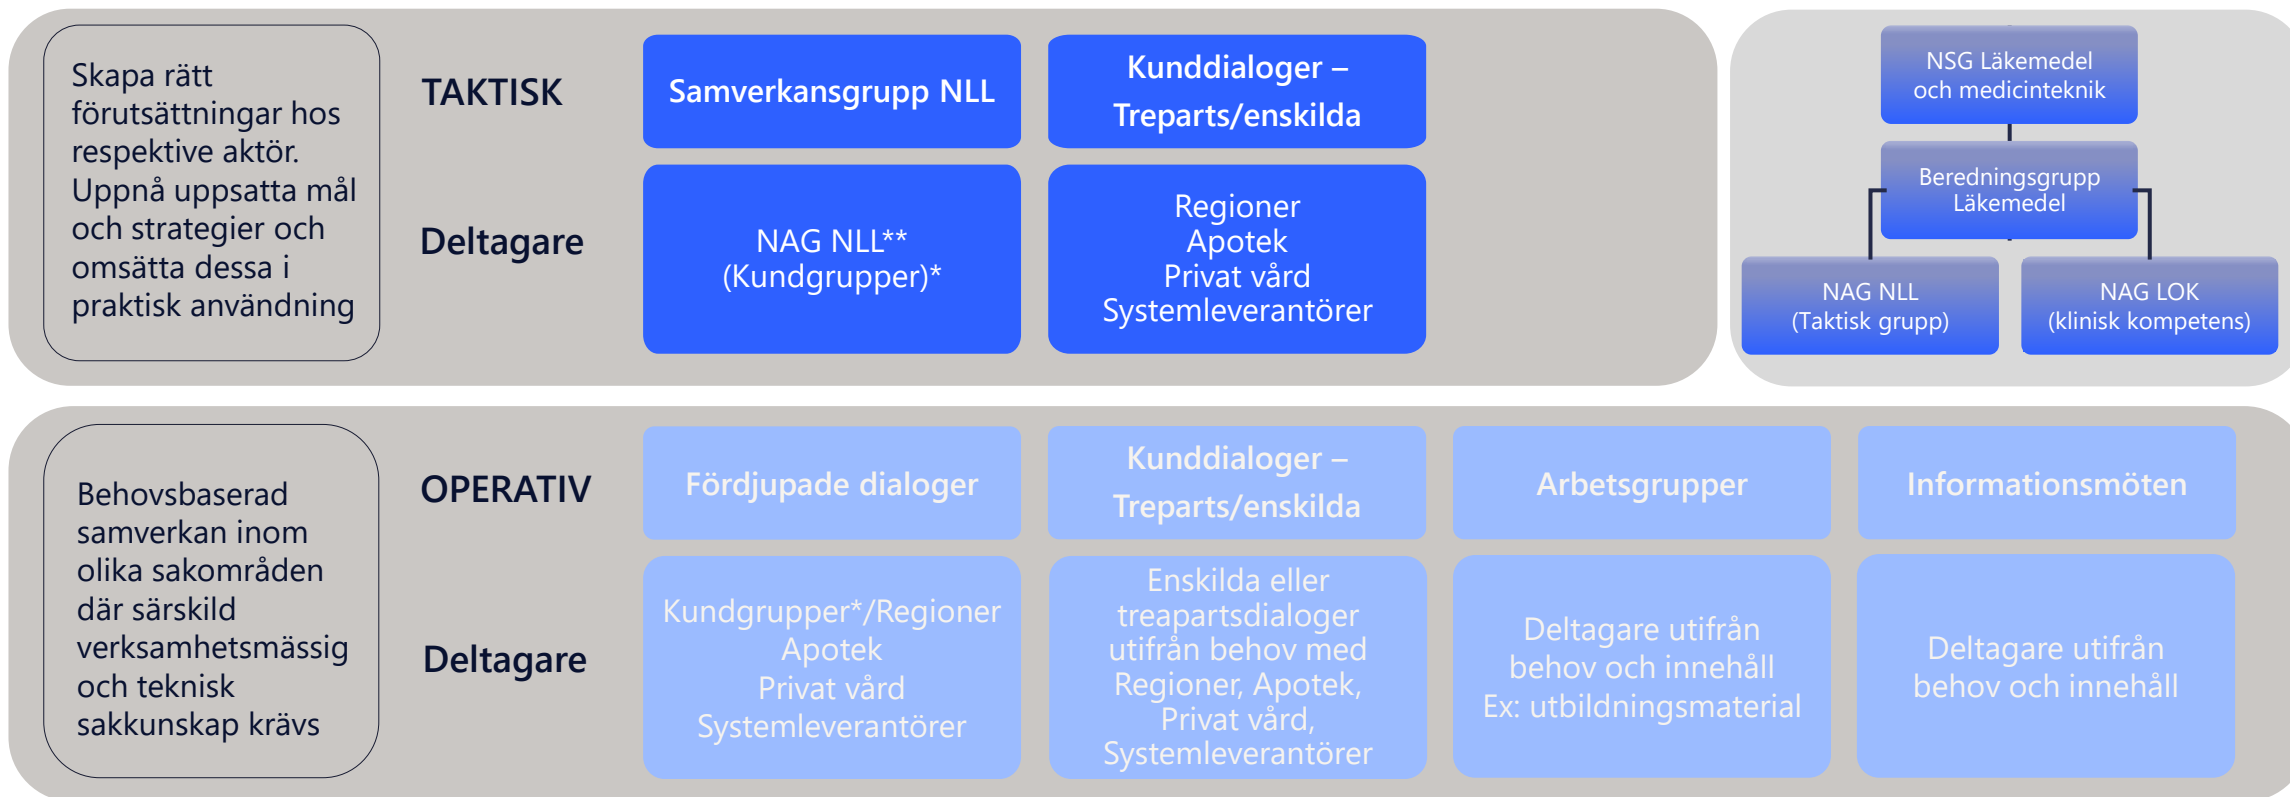 Skapa rätt
förutsättningar hos
respektive aktör.
Uppnå uppsatta mål
och strategier och
omsätta dessa i
praktisk användning
TAKTISK
Samverkansgrupp NLL
Kunddialoger –
Treparts/enskilda
Deltagare
NAG NLL**
(Kundgrupper)*
Regioner
Apotek
Privat vård
Systemleverantörer
NSG Läkemedel
och medicinteknik
Beredningsgrupp
Läkemedel
NAG NLL
(Taktisk grupp)
NAG LOK
(klinisk kompetens)
Behovsbaserad
samverkan inom
olika sakområden
där särskild
verksamhetsmässig
och teknisk
sakkunskap krävs
OPERATIV
Fördjupade dialoger
Kunddialoger –
Treparts/enskilda
Arbetsgrupper
Informationsmöten
Deltagare
Kundgrupper*/Regioner
Apotek
Privat vård
Systemleverantörer
Enskilda eller
treapartsdialoger
utifrån behov med
Regioner, Apotek,
Privat vård,
Systemleverantörer
Deltagare utifrån
behov och innehåll
Ex: utbildningsmaterial
Deltagare utifrån
behov och innehåll